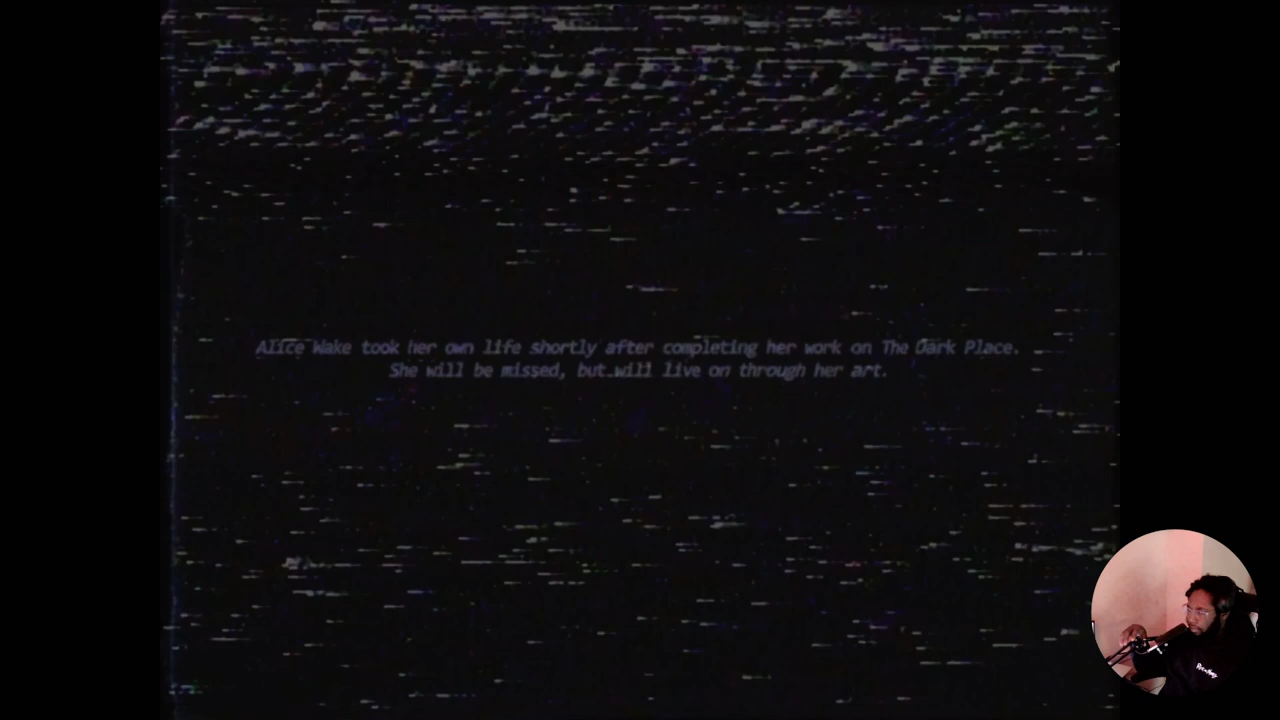 Alice Wake took her own life shortly after completing her work on The Dark Place.
She will be missed, but will live on through her art.